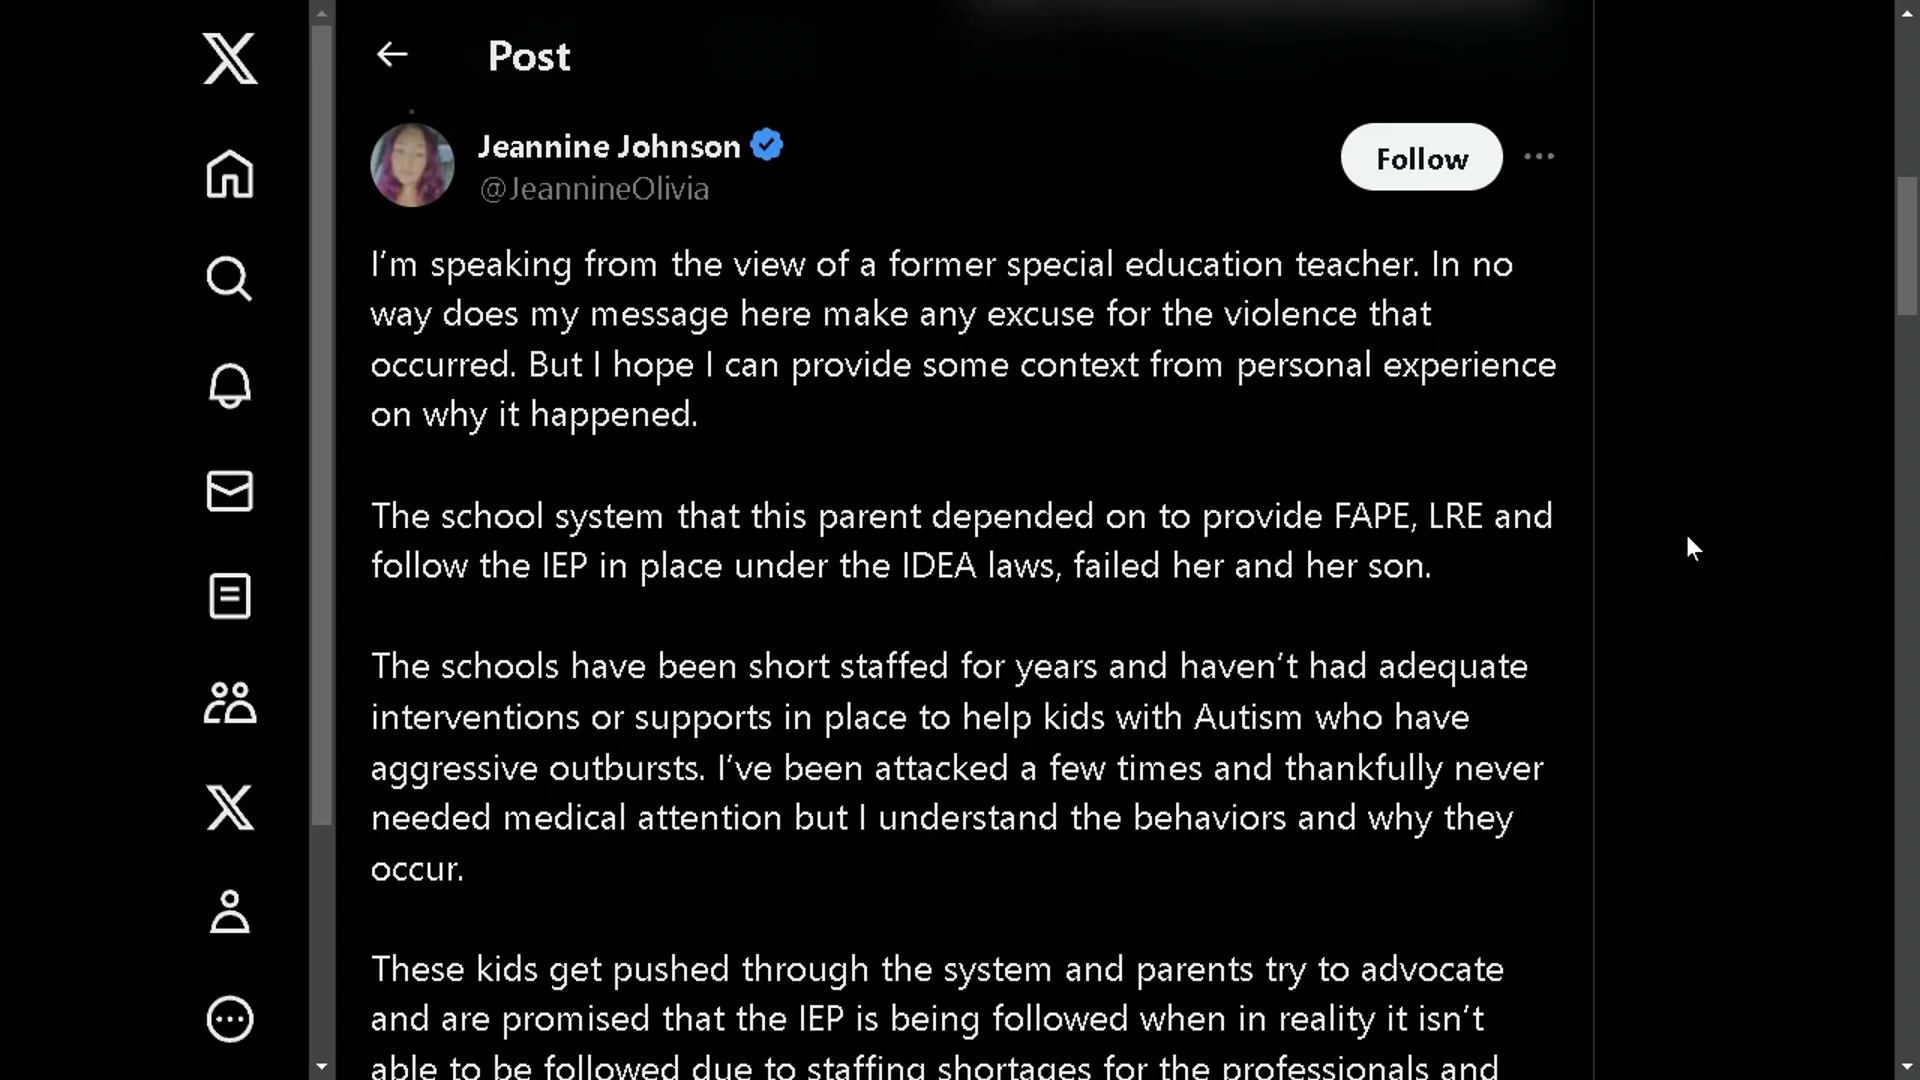 Post
Jeannine Johnson
@JeannineOlivia
Follow
I’m speaking from the view of a former special education teacher. In no
way does my message here make any excuse for the violence that
occurred. But I hope I can provide some context from personal experience
on why it happened.
The school system that this parent depended on to provide FAPE, LRE and
follow the IEP in place under the IDEA laws, failed her and her son.
The schools have been short staffed for years and haven’t had adequate
interventions or supports in place to help kids with Autism who have
aggressive outbursts. I’ve been attacked a few times and thankfully never
needed medical attention but I understand the behaviors and why they
occur.
These kids get pushed through the system and parents try to advocate
and are promised that the IEP is being followed when in reality it isn’t
able to be followed due to staffing shortages for the professionals and